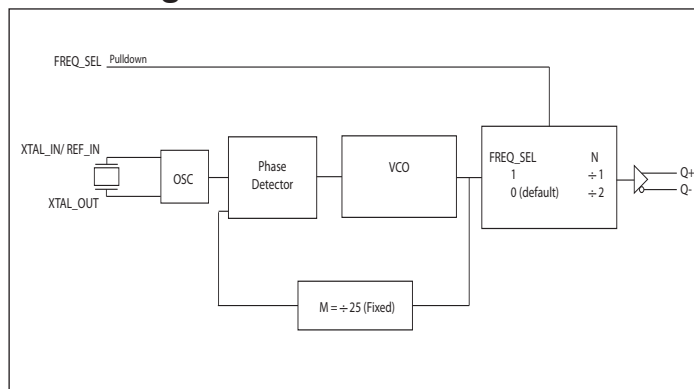 FREQ_SEL Pulldown
XTAL_IN/ REF_IN
OSC
XTAL_OUT
Phase
Detector
VCO
FREQ_SEL N
1 ÷1
0 (default) ÷2
Q+
Q-
M = ÷25 (Fixed)